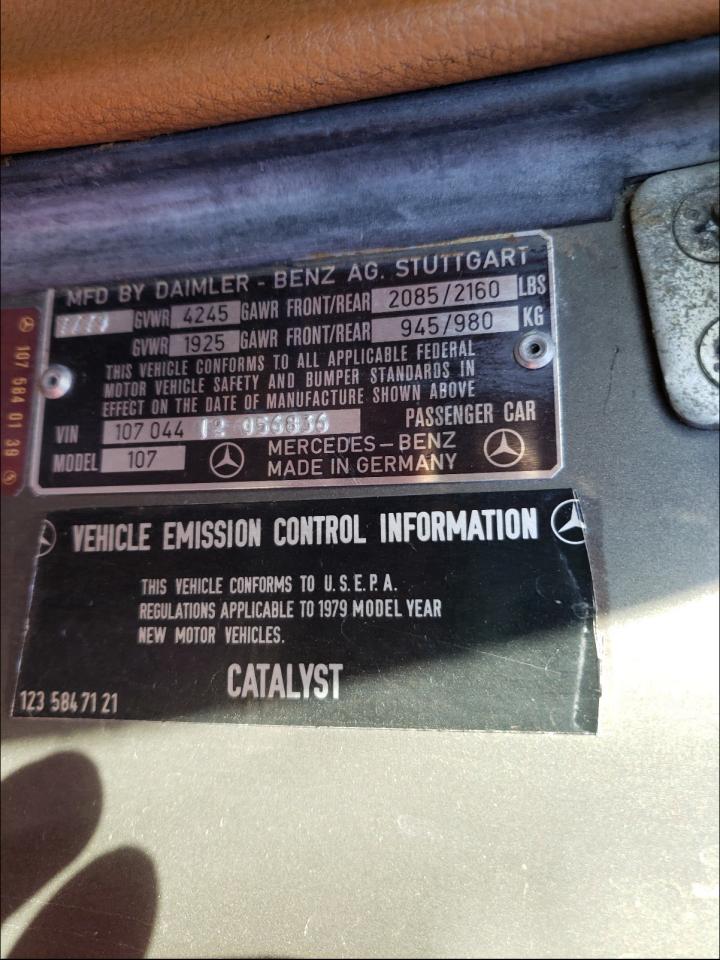 MFD BY DAIMLER - BENZ AG. STUTTGART
GVWR 4245 GAWR FRONT/REAR 2085/2160 LBS
GVWR 1925 GAWR FRONT/REAR 945/980 KG
THIS VEHICLE CONFORMS TO ALL APPLICABLE FEDERAL
MOTOR VEHICLE SAFETY AND BUMPER STANDARDS IN
EFFECT ON THE DATE OF MANUFACTURE SHOWN ABOVE
VIN 107 044 12 056836 PASSENGER CAR
MODEL 107 MERCEDES-BENZ
MADE IN GERMANY
107 584 01 39
VEHICLE EMISSION CONTROL INFORMATION
THIS VEHICLE CONFORMS TO U.S.E.P.A.
REGULATIONS APPLICABLE TO 1979 MODEL YEAR
NEW MOTOR VEHICLES.
CATALYST
123 584 71 21